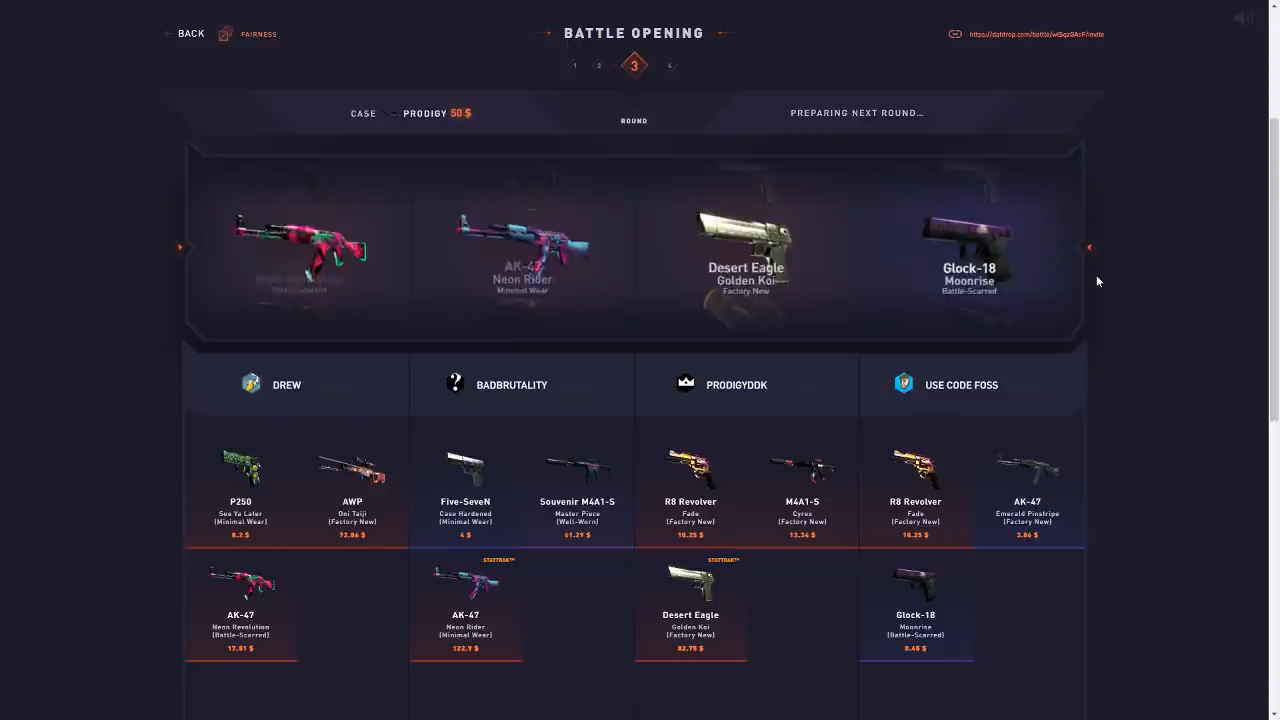 ← BACK
FAIRNESS
BATTLE OPENING
1 2 3 4
CASE PRODIGY 50 $
ROUND
PREPARING NEXT ROUND...
AK-47
Neon Rider
Minimal Wear
Desert Eagle
Golden Koi
Factory New
Glock-18
Moonrise
Battle-Scarred
DREW
BADBRUTALITY
PRODIGYDDK
USE CODE FOSS
P250
See Ya Later
(Minimal Wear)
8.2 $
AWP
Oni Taiji
(Factory New)
72.86 $
Five-SeveN
Case Hardened
(Minimal Wear)
4 $
Souvenir M4A1-S
Master Piece
(Well-Worn)
61.29 $
R8 Revolver
Fade
(Factory New)
10.25 $
M4A1-S
Cyrex
(Factory New)
12.34 $
R8 Revolver
Fade
(Factory New)
10.25 $
AK-47
Emerald Pinstripe
(Factory New)
3.86 $
AK-47
Neon Revolution
(Battle-Scarred)
17.51 $
STATTRAK™
AK-47
Neon Rider
(Minimal Wear)
122.9 $
STATTRAK™
Desert Eagle
Golden Koi
(Factory New)
82.75 $
Glock-18
Moonrise
(Battle-Scarred)
0.45 $